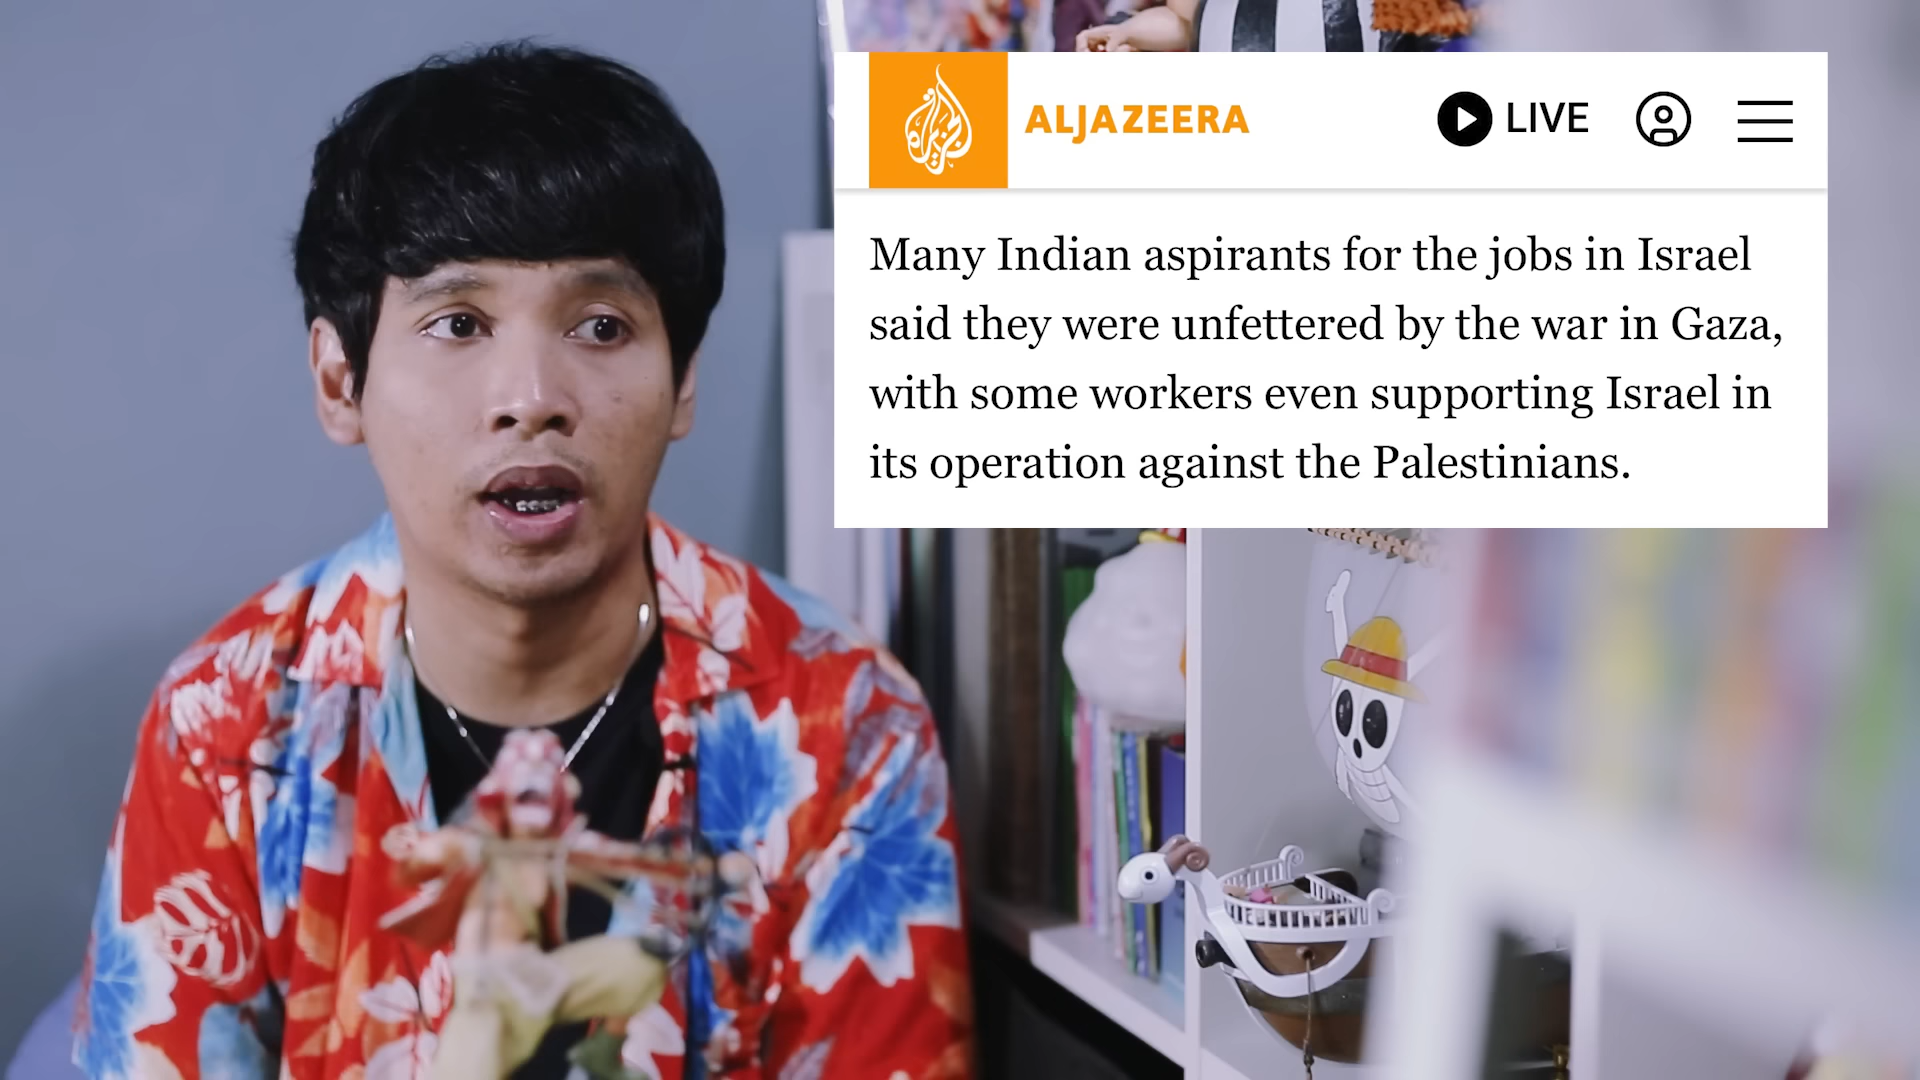 ALJAZEERA
LIVE
Many Indian aspirants for the jobs in Israel
said they were unfettered by the war in Gaza,
with some workers even supporting Israel in
its operation against the Palestinians.